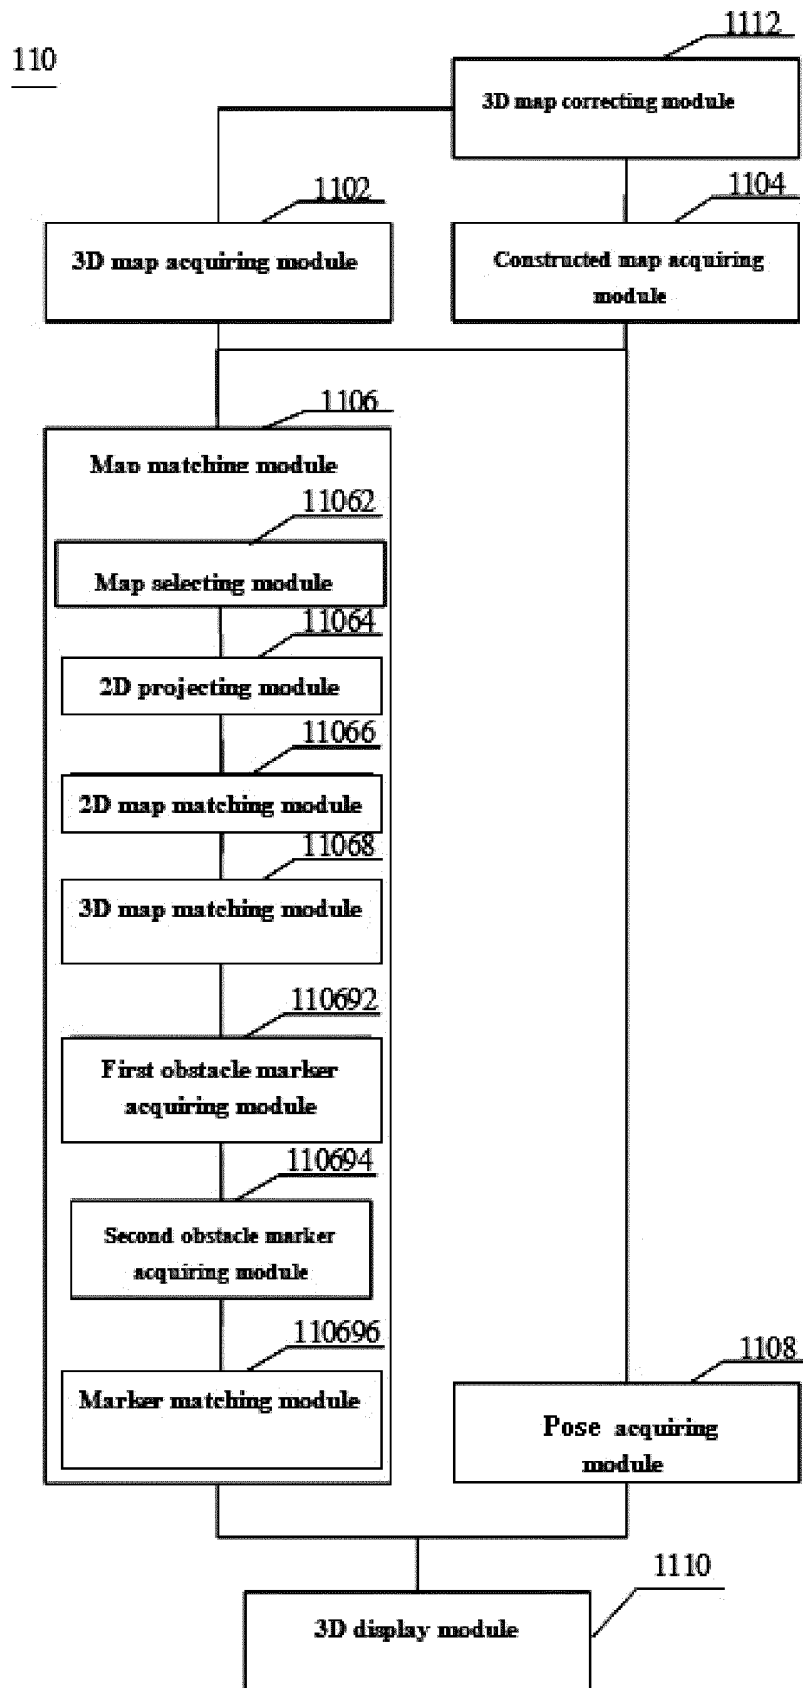 110
1112
3D map correcting module
1102
3D map acquiring module
1104
Constructed map acquiring
module
1106
Map matching module
11062
Map selecting module
11064
2D projecting module
11066
2D map matching module
11068
3D map matching module
110692
First obstacle marker
acquiring module
110694
Second obstacle marker
acquiring module
110696
Marker matching module
1108
Pose acquiring
module
1110
3D display module